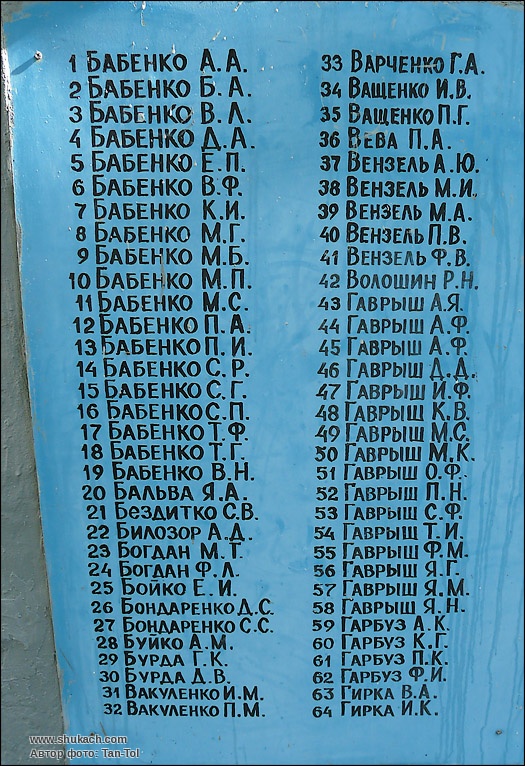 1 БАБЕНКО А.А.
2 БАБЕНКО Б.А.
3 БАБЕНКО В.Л.
4 БАБЕНКО Д.А.
5 БАБЕНКО Е.П.
6 БАБЕНКО В.Ф.
7 БАБЕНКО К.И.
8 БАБЕНКО М.Г.
9 БАБЕНКО М.Б.
10 БАБЕНКО М.П.
11 БАБЕНКО М.С.
12 БАБЕНКО П.А.
13 БАБЕНКО П.И.
14 БАБЕНКО С.Р.
15 БАБЕНКО С.Г.
16 БАБЕНКО С.П.
17 БАБЕНКО Т.Ф.
18 БАБЕНКО Т.Г.
19 БАБЕНКО В.Н.
20 БАЛЬВА Я.А.
21 БЕЗДИТКО С.В.
22 БИЛОЗОР А.Д.
23 БОГДАН М.Т.
24 БОГДАН Ф.Л.
25 БОЙКО Е.И.
26 БОНДАРЕНКО Д.С.
27 БОНДАРЕНКО С.С.
28 БУЙКО А.М.
29 БУРДА Г.К.
30 БУРДА Д.В.
31 ВАКУЛЕНКО И.М.
32 ВАКУЛЕНКО П.М.
33 ВАРЧЕНКО Г.А.
34 ВАЩЕНКО И.В.
35 ВАЩЕНКО П.Г.
36 ВЕВА П.А.
37 ВЕНЗЕЛЬ А.Ю.
38 ВЕНЗЕЛЬ М.И.
39 ВЕНЗЕЛЬ М.А.
40 ВЕНЗЕЛЬ П.В.
41 ВЕНЗЕЛЬ Ф.В.
42 ВОЛОШИН Р.Н.
43 ГАВРЫШ А.Я.
44 ГАВРЫШ А.Ф.
45 ГАВРЫШ А.Ф.
46 ГАВРЫШ Д.Д.
47 ГАВРЫШ И.Ф.
48 ГАВРЫЩ К.В.
49 ГАВРЫШ М.С.
50 ГАВРЫШ М.К.
51 ГАВРЫШ О.Ф.
52 ГАВРЫШ П.Н.
53 ГАВРЫШ С.Ф.
54 ГАВРЫШ Т.И.
55 ГАВРЫШ Ф.М.
56 ГАВРЫШ Я.Г.
57 ГАВРЫШ Я.М.
58 ГАВРЫШ Я.Н.
59 ГАРБУЗ А.К.
60 ГАРБУЗ К.Г.
61 ГАРБУЗ П.К.
62 ГАРБУЗ Ф.И.
63 ГИРКА В.А.
64 ГИРКА И.К.
www.shukach.com
Автор фото: Tan-Tol